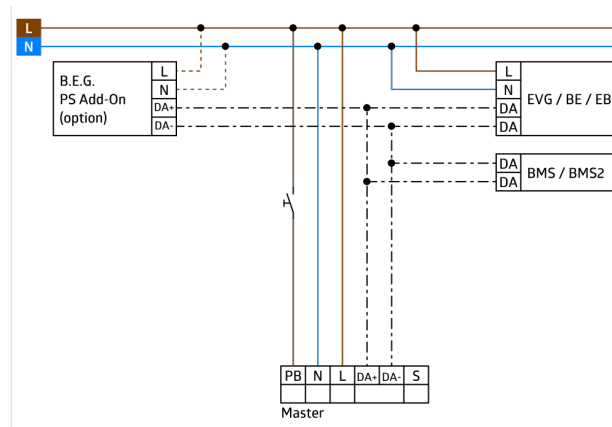 L
N
B.E.G.
PS Add-On
(option)
L
N
DA+
DA-
L
N
DA
DA
EVG / BE / EB
DA
DA
BMS / BMS2
PB N L DA+ DA- S
Master